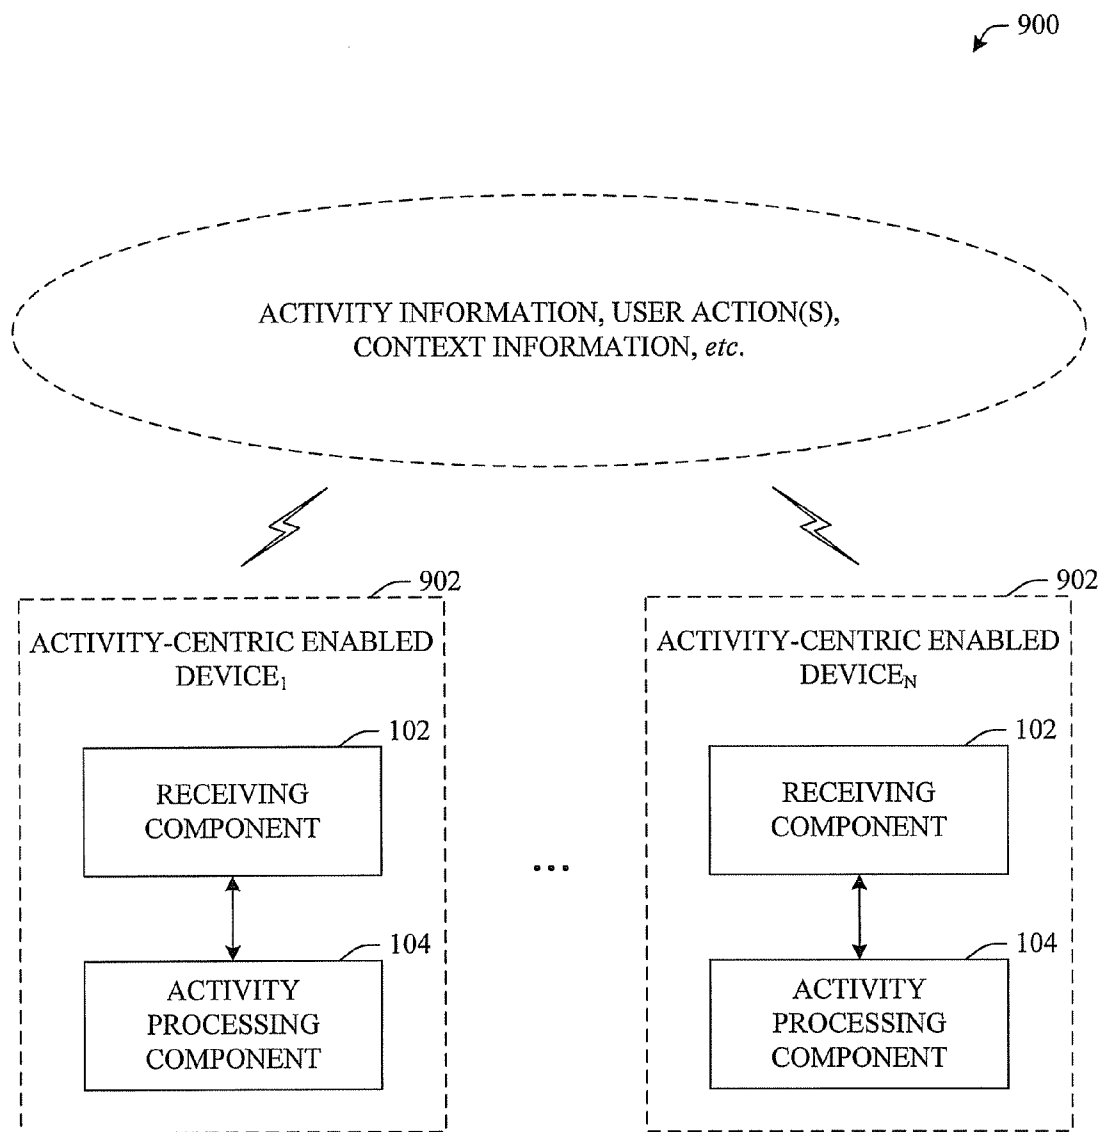 900
ACTIVITY INFORMATION, USER ACTION(S),
CONTEXT INFORMATION, etc.
902
ACTIVITY-CENTRIC ENABLED
DEVICE1
102
RECEIVING
COMPONENT
104
ACTIVITY
PROCESSING
COMPONENT
...
902
ACTIVITY-CENTRIC ENABLED
DEVICEN
102
RECEIVING
COMPONENT
104
ACTIVITY
PROCESSING
COMPONENT